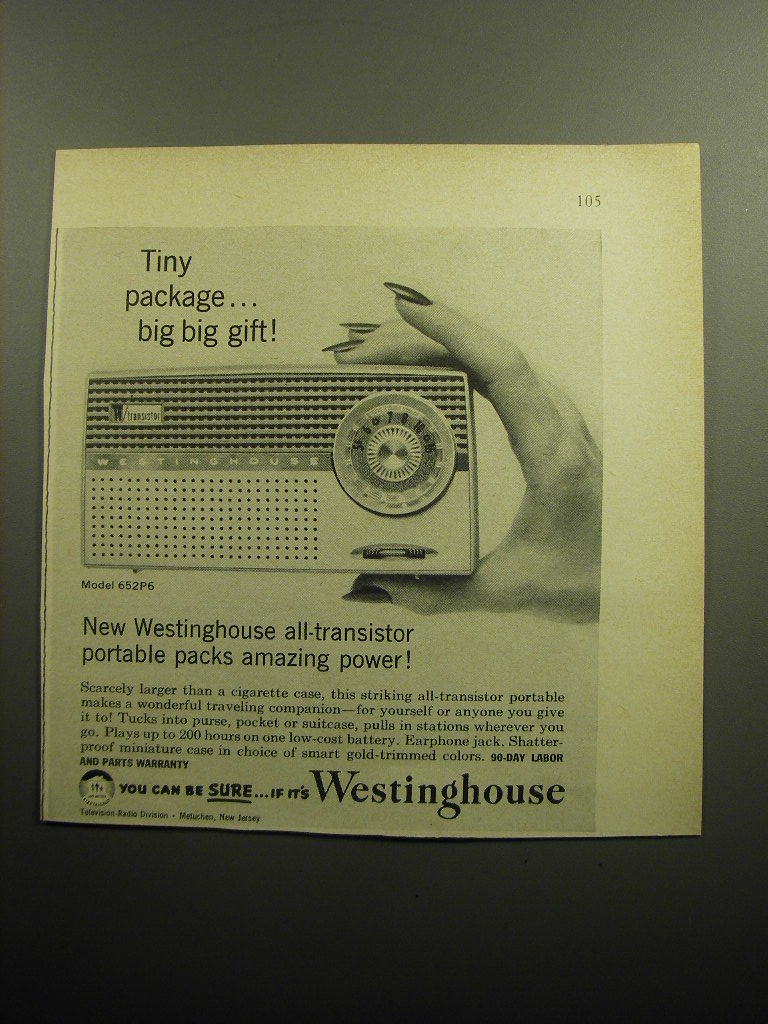 105
Tiny
package...
big big gift!
W transistor
WESTINGHOUSE
Model 652P6
New Westinghouse all-transistor
portable packs amazing power!
Scarcely larger than a cigarette case, this striking all-transistor portable
makes a wonderful traveling companion—for yourself or anyone you give
it to! Tucks into purse, pocket or suitcase, pulls in stations wherever you
go. Plays up to 200 hours on one low-cost battery. Earphone jack. Shatter-
proof miniature case in choice of smart gold-trimmed colors. 90-DAY LABOR
AND PARTS WARRANTY
YOU CAN BE SURE...IF IT'S Westinghouse
Television-Radio Division • Metuchen, New Jersey